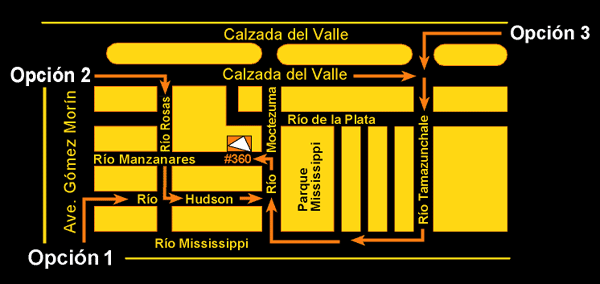 Calzada del Valle
Opción 3
Opción 2
Calzada del Valle
Ave. Gómez Morín
Río Rosas
Río Moctezuma
Río de la Plata
Río Tamazunchale
Río Manzanares
#360
Parque
Mississippi
Río Hudson
Río Mississippi
Opción 1